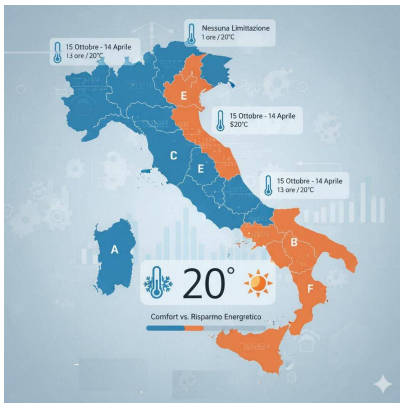 Nessuna Limittazione
1 ore / 20°C
15 Ottobre - 14 Aprile
13 ore / 20°C
E
15 Ottobre - 14 Aprile
$20°C
C
E
15 Ottobre - 14 Aprile
13 ore / 20°C
A
B
20°
F
Comfort vs. Risparmo Energetico